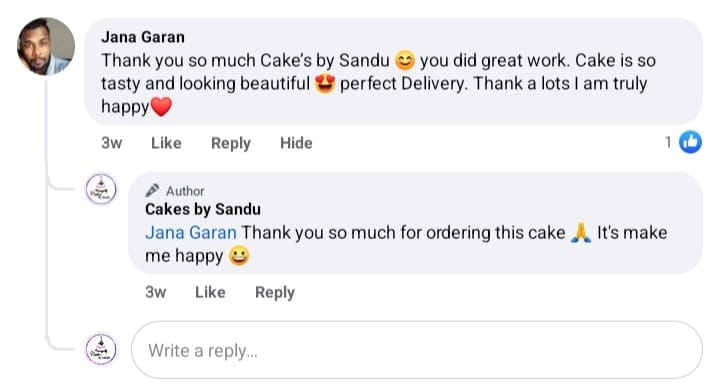 Jana Garan
Thank you so much Cake's by Sandu 😊 you did great work. Cake is so
tasty and looking beautiful 😍 perfect Delivery. Thank a lots I am truly
happy❤️
3w Like Reply Hide 1
Author
Cakes by Sandu
Jana Garan Thank you so much for ordering this cake 🙏 It's make
me happy 😀
3w Like Reply
Write a reply...